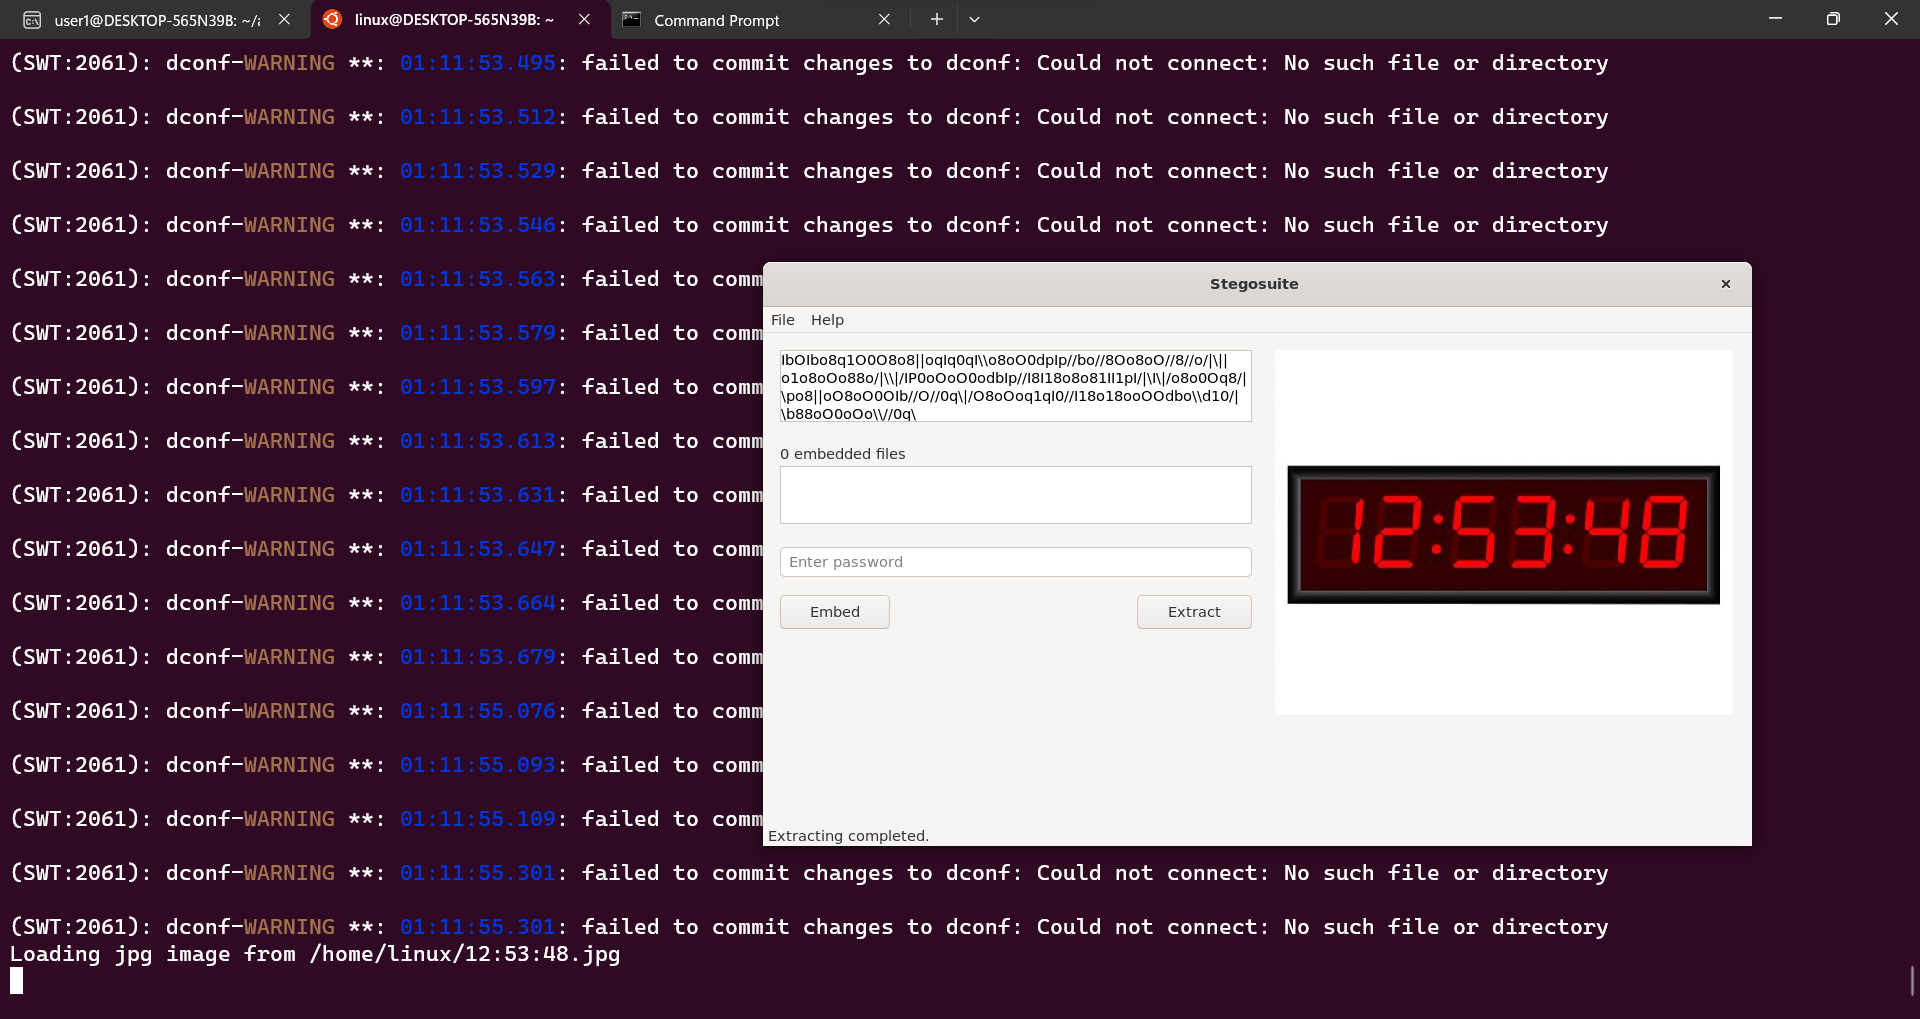 user1@DESKTOP-565N39B: ~/a
linux@DESKTOP-565N39B: ~
Command Prompt
(SWT:2061): dconf-WARNING **: 01:11:53.495: failed to commit changes to dconf: Could not connect: No such file or directory
(SWT:2061): dconf-WARNING **: 01:11:53.512: failed to commit changes to dconf: Could not connect: No such file or directory
(SWT:2061): dconf-WARNING **: 01:11:53.529: failed to commit changes to dconf: Could not connect: No such file or directory
(SWT:2061): dconf-WARNING **: 01:11:53.546: failed to commit changes to dconf: Could not connect: No such file or directory
(SWT:2061): dconf-WARNING **: 01:11:53.563: failed to comm
(SWT:2061): dconf-WARNING **: 01:11:53.579: failed to comm
(SWT:2061): dconf-WARNING **: 01:11:53.597: failed to comm
(SWT:2061): dconf-WARNING **: 01:11:53.613: failed to comm
(SWT:2061): dconf-WARNING **: 01:11:53.631: failed to comm
(SWT:2061): dconf-WARNING **: 01:11:53.647: failed to comm
(SWT:2061): dconf-WARNING **: 01:11:53.664: failed to comm
(SWT:2061): dconf-WARNING **: 01:11:53.679: failed to comm
(SWT:2061): dconf-WARNING **: 01:11:55.076: failed to comm
(SWT:2061): dconf-WARNING **: 01:11:55.093: failed to comm
(SWT:2061): dconf-WARNING **: 01:11:55.109: failed to comm
(SWT:2061): dconf-WARNING **: 01:11:55.301: failed to commit changes to dconf: Could not connect: No such file or directory
(SWT:2061): dconf-WARNING **: 01:11:55.301: failed to commit changes to dconf: Could not connect: No such file or directory
Loading jpg image from /home/linux/12:53:48.jpg
Stegosuite
File Help
IbOIbo8q1O0O8o8||oqIq0qI\\o8oO0dpIp//bo//8Oo8oO//8//o/|\||
o1o8oOo88o/|\\|/IP0oOoO0odbIp//I8I18o8o81II1pI/|\I\|/o8o0Oq8/|
\po8||oO8oO0OIb//O//0q\|/O8oOoq1qI0//I18o18ooOOdbo\\d10/|
\b88oO0oOo\\//0q\
0 embedded files
Enter password
Embed
Extract
12:53:48
Extracting completed.